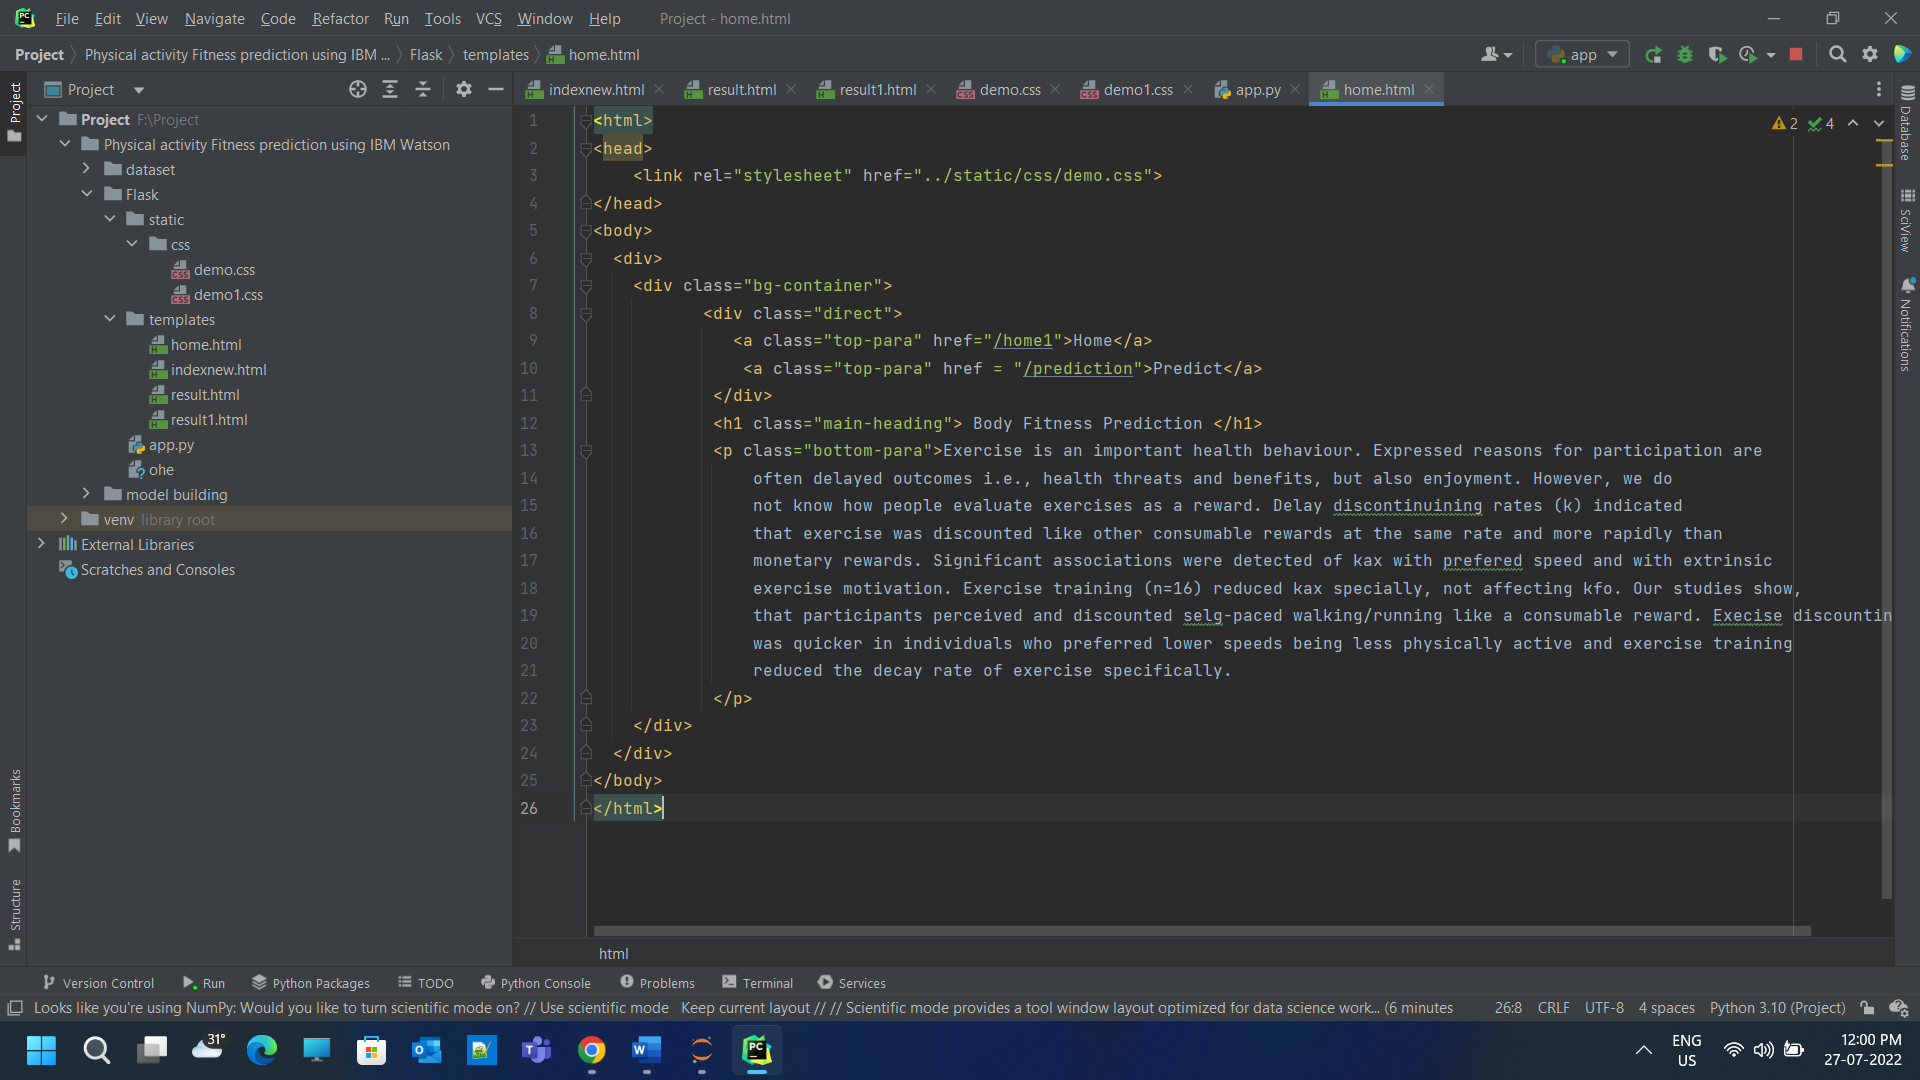 PC File Edit View Navigate Code Refactor Run Tools VCS Window Help Project - home.html
Project Physical activity Fitness prediction using IBM ... Flask templates home.html app
Project indexnew.html result.html result1.html demo.css demo1.css app.py home.html
Project F:\Project
Physical activity Fitness prediction using IBM Watson
dataset
Flask
static
css
demo.css
demo1.css
templates
home.html
indexnew.html
result.html
result1.html
app.py
ohe
model building
venv library root
External Libraries
Scratches and Consoles
Project
Bookmarks
Structure
1 <html>
2 <head>
3 <link rel="stylesheet" href="../static/css/demo.css">
4 </head>
5 <body>
6 <div>
7 <div class="bg-container">
8 <div class="direct">
9 <a class="top-para" href="/home1">Home</a>
10 <a class="top-para" href = "/prediction">Predict</a>
11 </div>
12 <h1 class="main-heading"> Body Fitness Prediction </h1>
13 <p class="bottom-para">Exercise is an important health behaviour. Expressed reasons for participation are
14 often delayed outcomes i.e., health threats and benefits, but also enjoyment. However, we do
15 not know how people evaluate exercises as a reward. Delay discontinuining rates (k) indicated
16 that exercise was discounted like other consumable rewards at the same rate and more rapidly than
17 monetary rewards. Significant associations were detected of kax with prefered speed and with extrinsic
18 exercise motivation. Exercise training (n=16) reduced kax specially, not affecting kfo. Our studies show,
19 that participants perceived and discounted selg-paced walking/running like a consumable reward. Execise discountin
20 was quicker in individuals who preferred lower speeds being less physically active and exercise training
21 reduced the decay rate of exercise specifically.
22 </p>
23 </div>
24 </div>
25 </body>
26 </html>
2 4
Database
SciView
Notifications
html
Version Control Run Python Packages TODO Python Console Problems Terminal Services
Looks like you're using NumPy: Would you like to turn scientific mode on? // Use scientific mode Keep current layout // // Scientific mode provides a tool window layout optimized for data science work... (6 minutes 26:8 CRLF UTF-8 4 spaces Python 3.10 (Project)
31°
PC
ENG
US
12:00 PM
27-07-2022